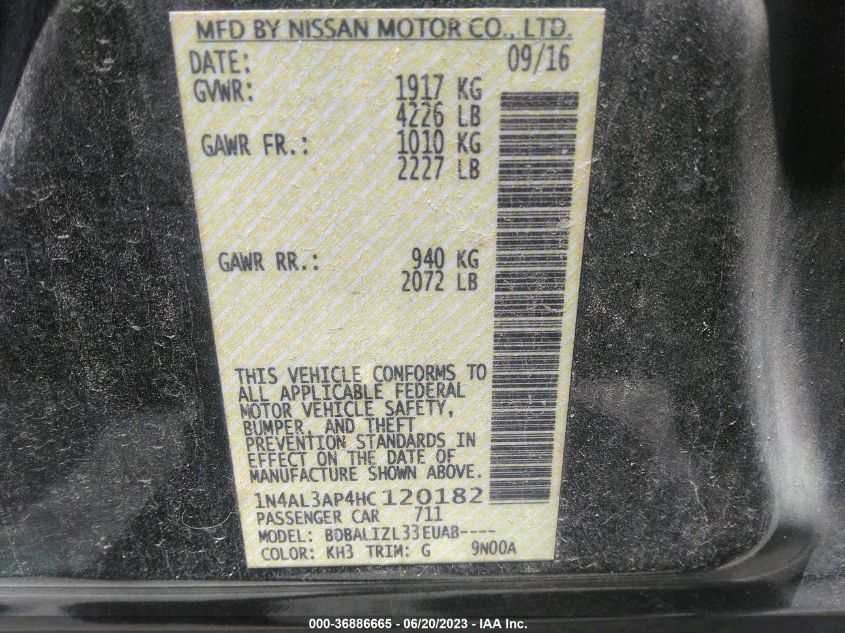 MFD BY NISSAN MOTOR CO., LTD.
DATE: 09/16
GVWR: 1917 KG
4226 LB
GAWR FR.: 1010 KG
2227 LB
GAWR RR.: 940 KG
2072 LB
THIS VEHICLE CONFORMS TO
ALL APPLICABLE FEDERAL
MOTOR VEHICLE SAFETY,
BUMPER, AND THEFT
PREVENTION STANDARDS IN
EFFECT ON THE DATE OF
MANUFACTURE SHOWN ABOVE.
1N4AL3AP4HC 120182
PASSENGER CAR 711
MODEL: BDBALIZL33EUAB----
COLOR: KH3 TRIM: G 9N00A
000-36886665 - 06/20/2023 - IAA Inc.